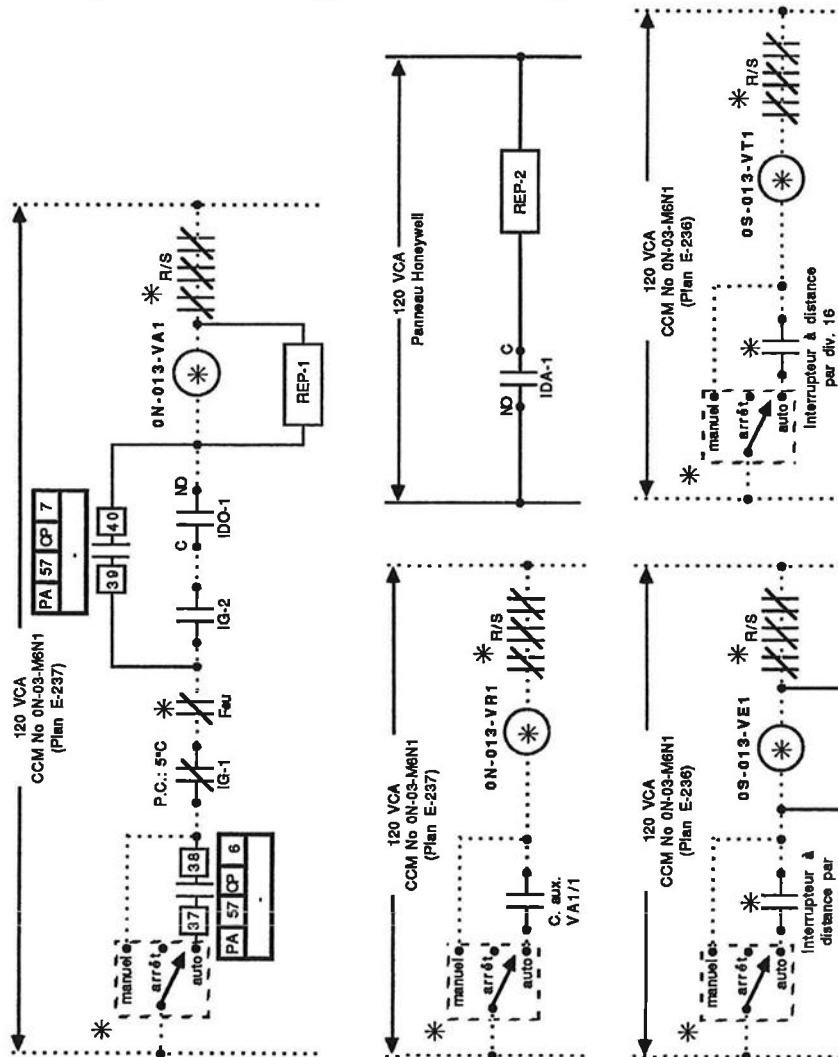 120 VCA
CCM No 0N-03-M6N1
(Plan E-237)
PA 57 CP 7
39 40
manuel
arrêt
auto
37 38
PA 57 CP 6
P.C.: 5°C
IG-1
Feu
IG-2
C NO
IDO-1
0N-013-VA1
R/S
REP-1
120 VCA
CCM No 0N-03-M6N1
(Plan E-237)
manuel
arrêt
auto
C. aux.
VA1/1
0N-013-VR1
R/S
120 VCA
Panneau Honeywell
NO C
IDA-1
REP-2
120 VCA
CCM No 0N-03-M6N1
(Plan E-236)
manuel
arrêt
auto
Interrupteur à
distance par
0S-013-VE1
R/S
120 VCA
CCM No 0N-03-M6N1
(Plan E-236)
manuel
arrêt
auto
Interrupteur à distance
par div. 16
0S-013-VT1
R/S